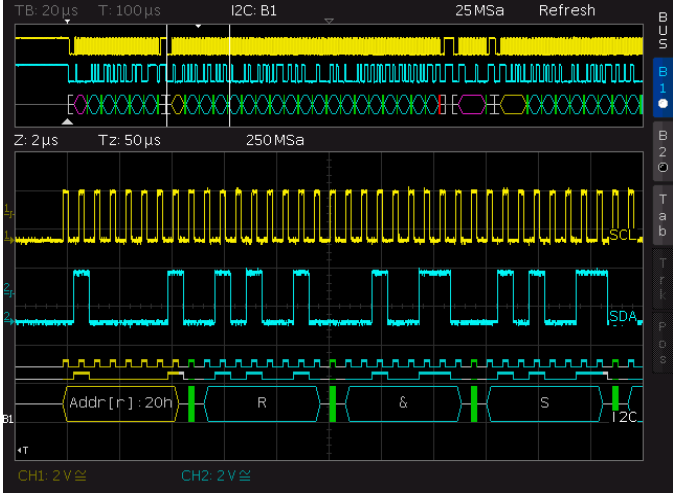 TB: 20µs T: 100µs I2C: B1 25MSa Refresh
Z: 2µs Tz: 50µs 250MSa
SCL
SDA
Addr[r]:20h R & S
B1 I2C
T
CH1: 2V≅ CH2: 2V≅
BUS
B1
B2
Tab
Trk
Pos